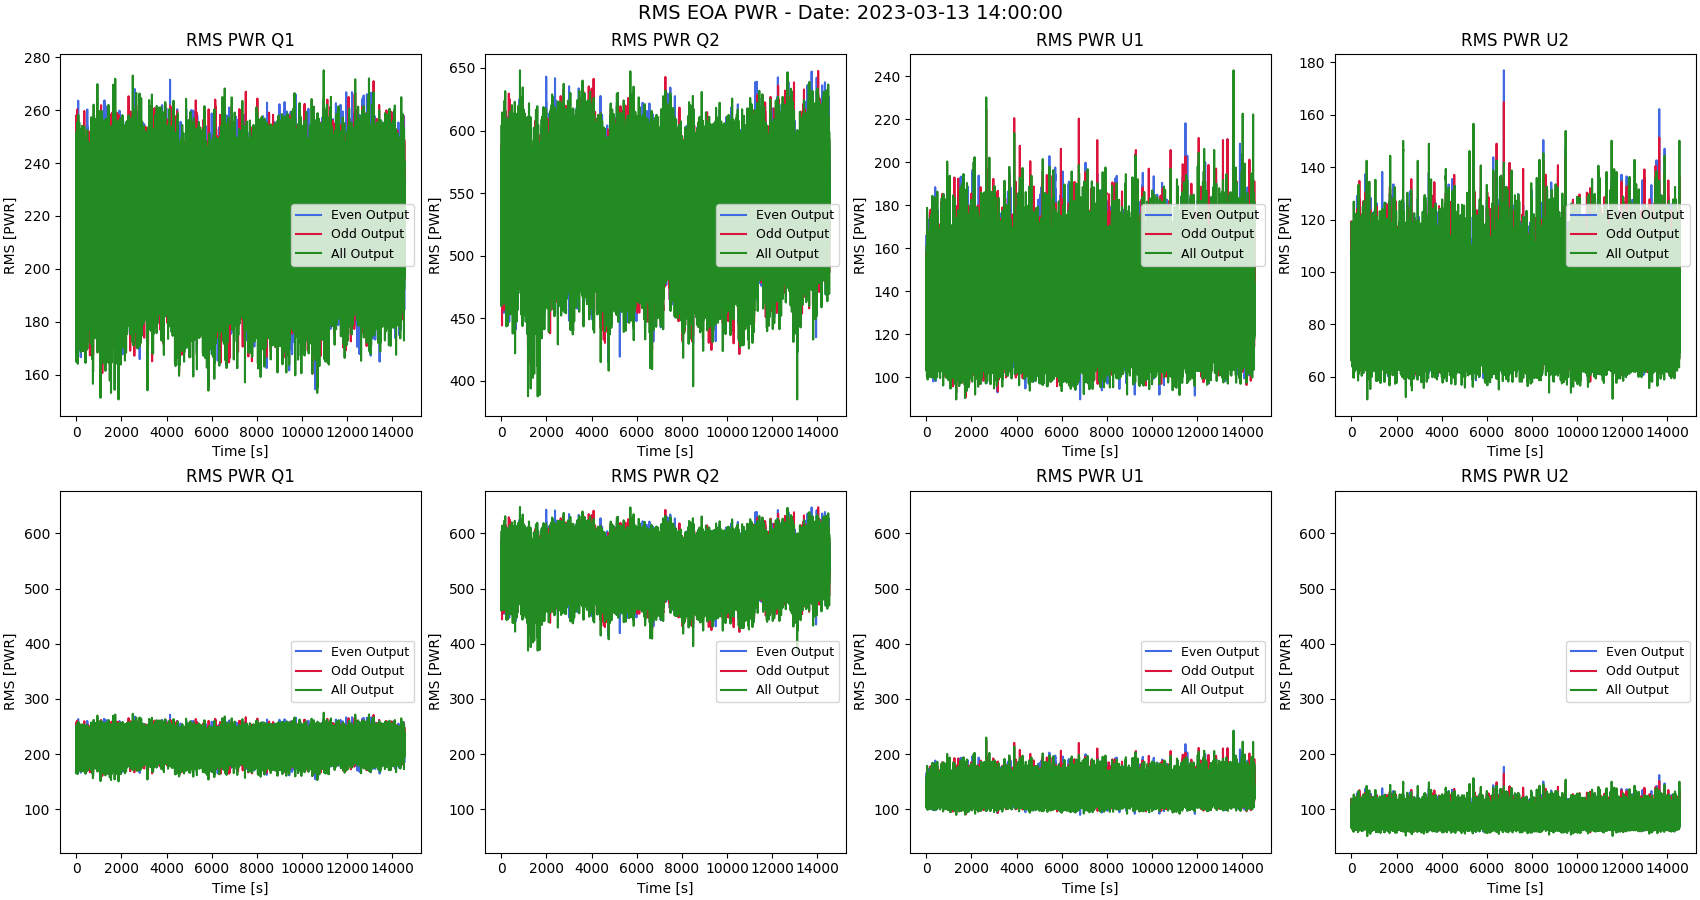 RMS EOA PWR - Date: 2023-03-13 14:00:00
RMS PWR Q1
RMS [PWR]
280
260
240
220
200
180
160
Even Output
Odd Output
All Output
0 2000 4000 6000 8000 10000 12000 14000
Time [s]
RMS PWR Q2
RMS [PWR]
650
600
550
500
450
400
Even Output
Odd Output
All Output
0 2000 4000 6000 8000 10000 12000 14000
Time [s]
RMS PWR U1
RMS [PWR]
240
220
200
180
160
140
120
100
Even Output
Odd Output
All Output
0 2000 4000 6000 8000 10000 12000 14000
Time [s]
RMS PWR U2
RMS [PWR]
180
160
140
120
100
80
60
Even Output
Odd Output
All Output
0 2000 4000 6000 8000 10000 12000 14000
Time [s]
RMS PWR Q1
RMS [PWR]
600
500
400
300
200
100
Even Output
Odd Output
All Output
0 2000 4000 6000 8000 10000 12000 14000
Time [s]
RMS PWR Q2
RMS [PWR]
600
500
400
300
200
100
Even Output
Odd Output
All Output
0 2000 4000 6000 8000 10000 12000 14000
Time [s]
RMS PWR U1
RMS [PWR]
600
500
400
300
200
100
Even Output
Odd Output
All Output
0 2000 4000 6000 8000 10000 12000 14000
Time [s]
RMS PWR U2
RMS [PWR]
600
500
400
300
200
100
Even Output
Odd Output
All Output
0 2000 4000 6000 8000 10000 12000 14000
Time [s]